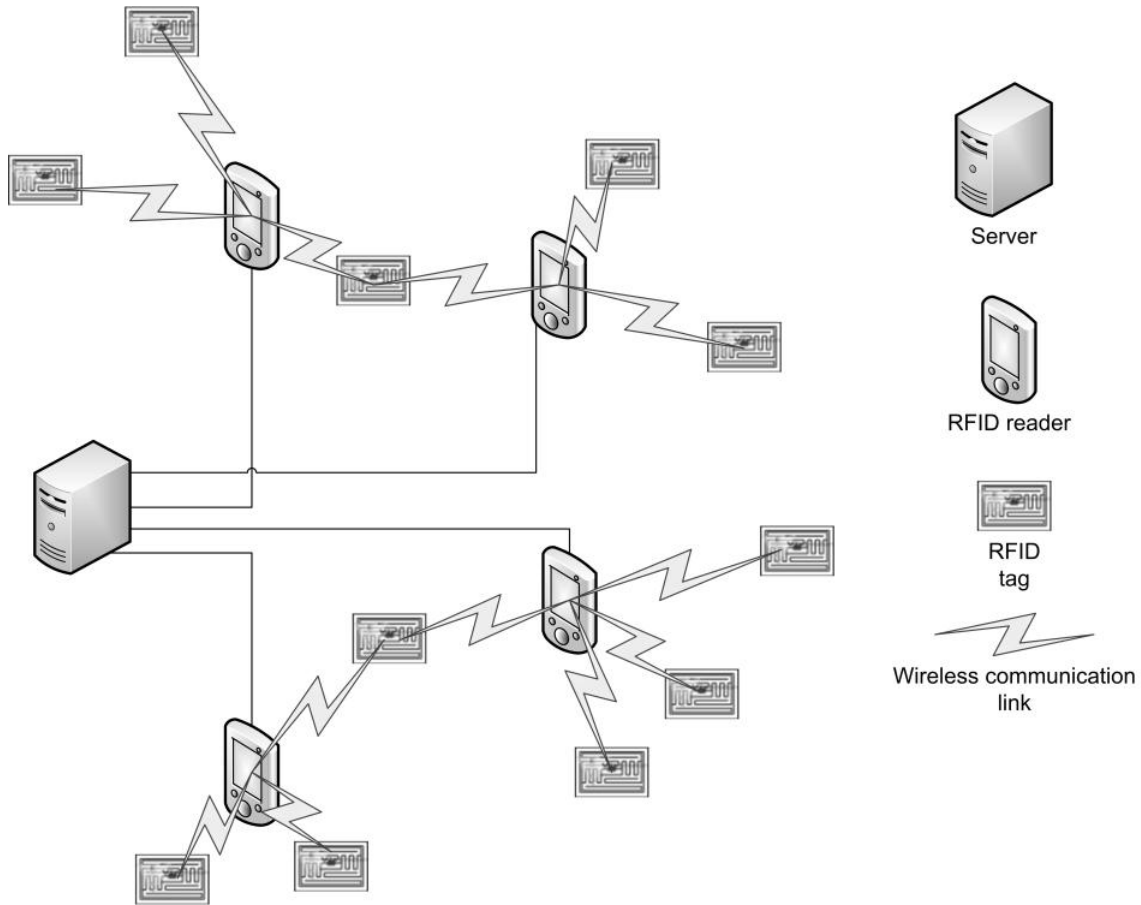 Server
RFID reader
RFID
tag
Wireless communication
link